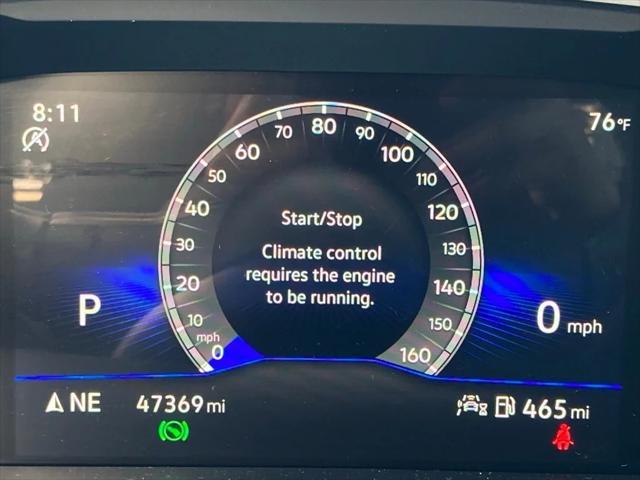 8:11
76°F
0 10 20 30 40 50 60 70 80 90 100 110 120 130 140 150 160
mph
Start/Stop
Climate control
requires the engine
to be running.
P
0 mph
NE
47369 mi
465 mi